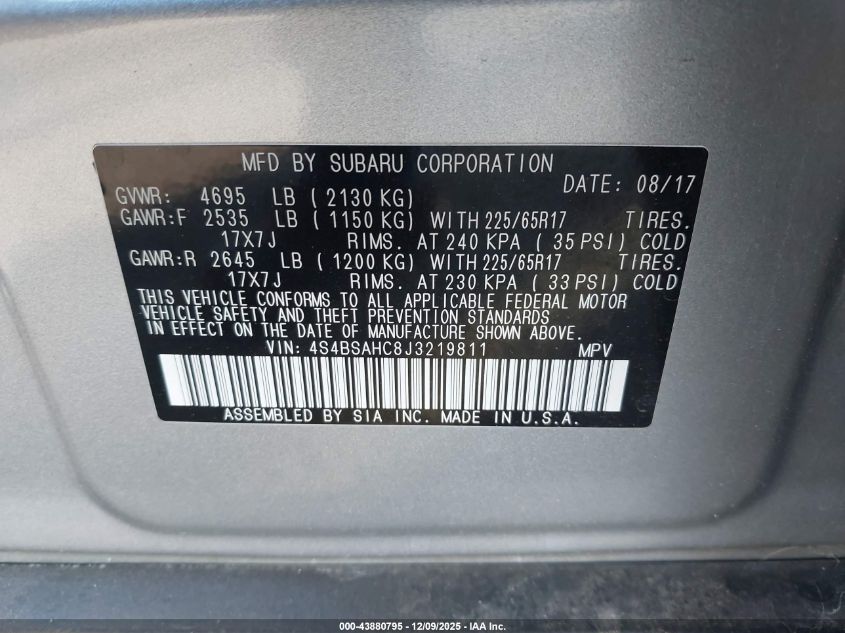 MFD BY SUBARU CORPORATION
DATE: 08/17
GVWR: 4695 LB ( 2130 KG)
GAWR:F 2535 LB ( 1150 KG) WITH 225/65R17 TIRES.
17X7J RIMS. AT 240 KPA ( 35 PSI) COLD
GAWR:R 2645 LB ( 1200 KG) WITH 225/65R17 TIRES.
17X7J RIMS. AT 230 KPA ( 33 PSI) COLD
THIS VEHICLE CONFORMS TO ALL APPLICABLE FEDERAL MOTOR
VEHICLE SAFETY AND THEFT PREVENTION STANDARDS
IN EFFECT ON THE DATE OF MANUFACTURE SHOWN ABOVE.
VIN: 4S4BSAHC8J3219811 MPV
ASSEMBLED BY SIA INC. MADE IN U.S.A.
000-43880795 - 12/09/2025 - IAA Inc.